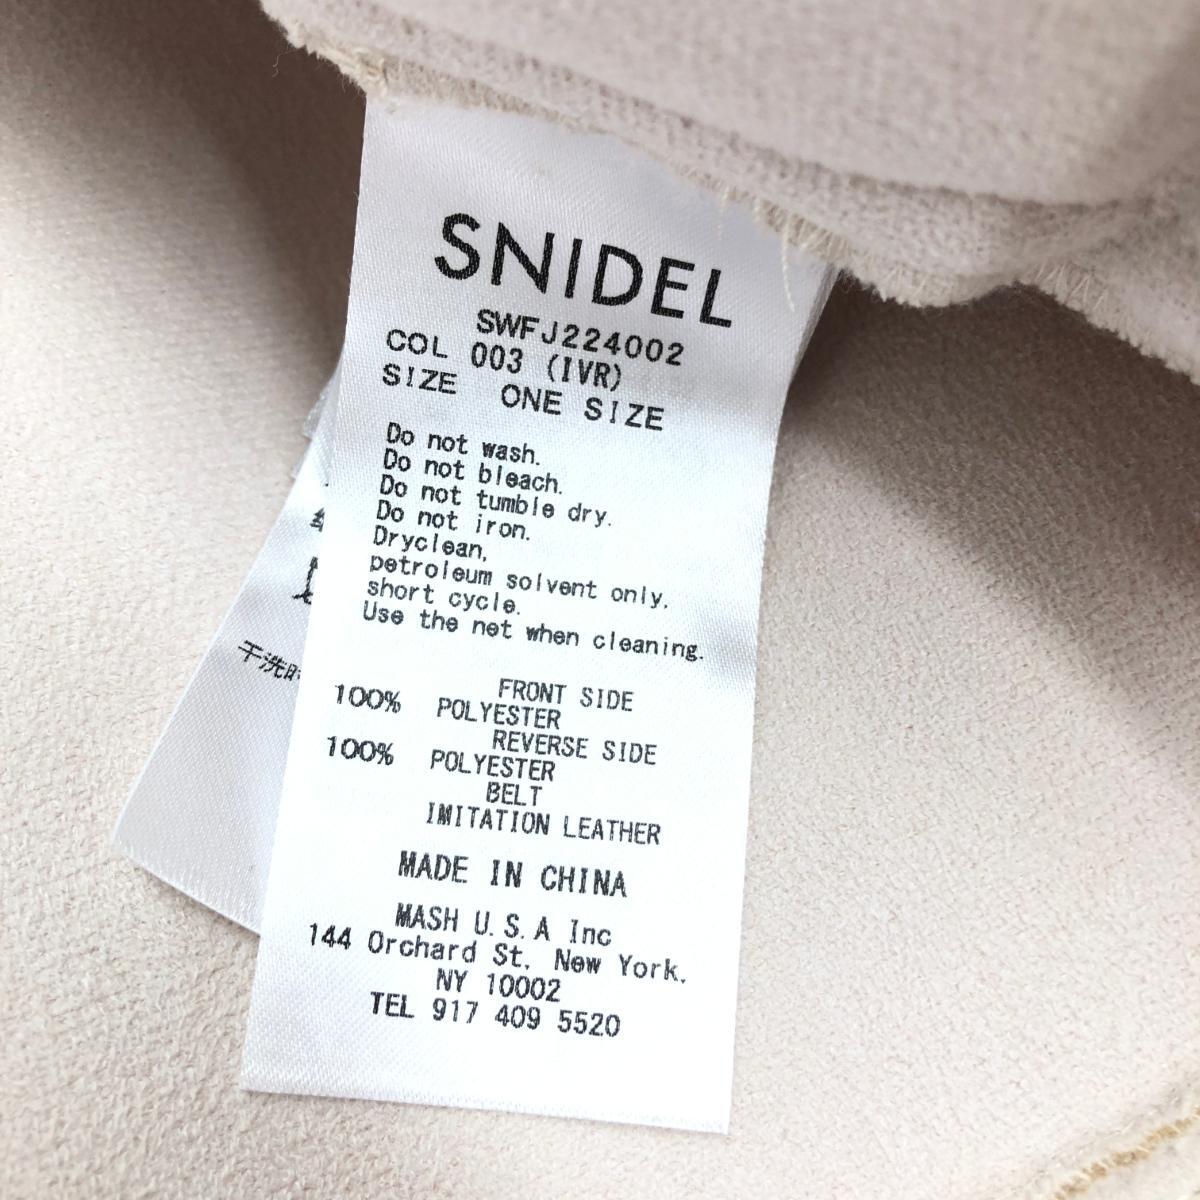 SNIDEL
SWFJ224002
COL 003 (IVR)
SIZE ONE SIZE
Do not wash.
Do not bleach.
Do not tumble dry.
Do not iron.
Dryclean,
petroleum solvent only,
short cycle.
Use the net when cleaning.
FRONT SIDE
100% POLYESTER
REVERSE SIDE
100% POLYESTER
BELT
IMITATION LEATHER
MADE IN CHINA
MASH U.S.A Inc
144 Orchard St, New York,
NY 10002
TEL 917 409 5520
干洗时